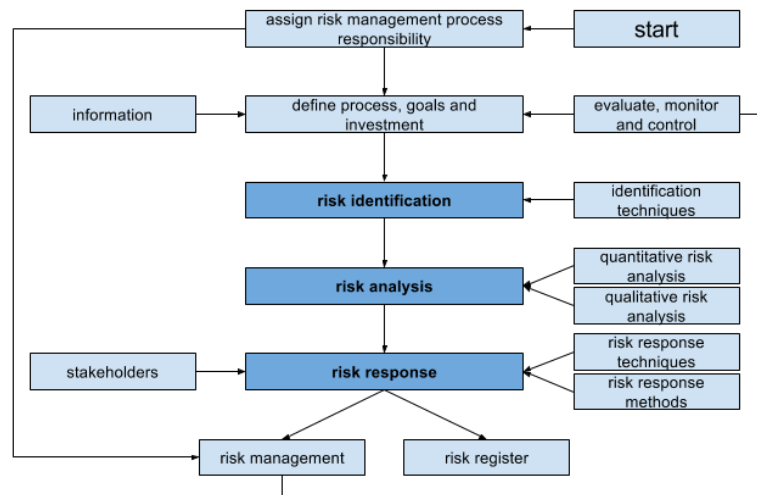 assign risk management process
responsibility
start
information
define process, goals and
investment
evaluate, monitor
and control
risk identification
identification
techniques
risk analysis
quantitative risk
analysis
qualitative risk
analysis
stakeholders
risk response
risk response
techniques
risk response
methods
risk management
risk register